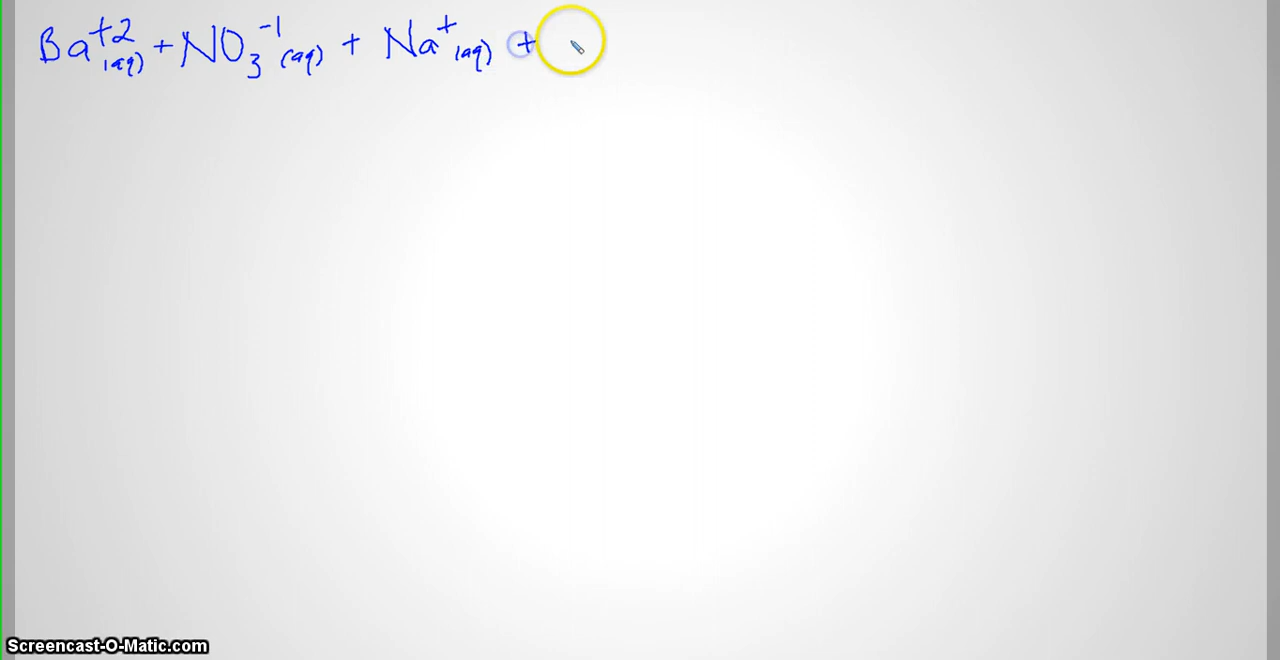 Ba⁺²(aq) + NO₃⁻¹(aq) + Na⁺(aq) +
Screencast-O-Matic.com